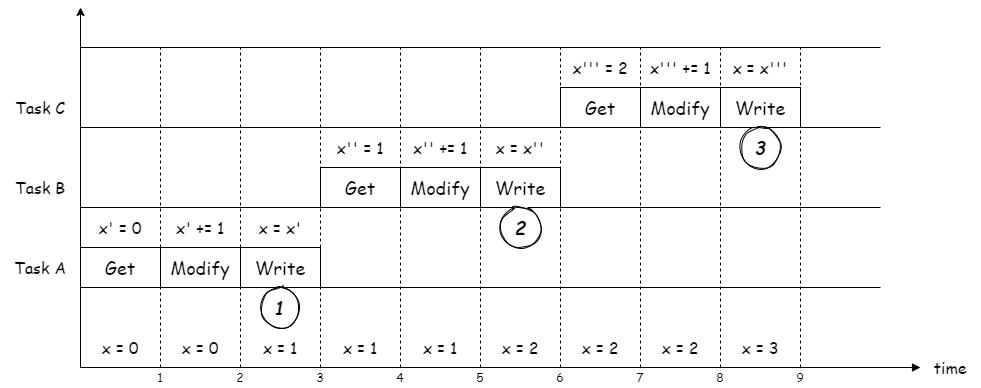 x''' = 2 x''' += 1 x = x'''
Task C Get Modify Write
3
x'' = 1 x'' += 1 x = x''
Task B Get Modify Write
2
x' = 0 x' += 1 x = x'
Task A Get Modify Write
1
x = 0 x = 0 x = 1 x = 1 x = 1 x = 2 x = 2 x = 2 x = 3
time
1 2 3 4 5 6 7 8 9